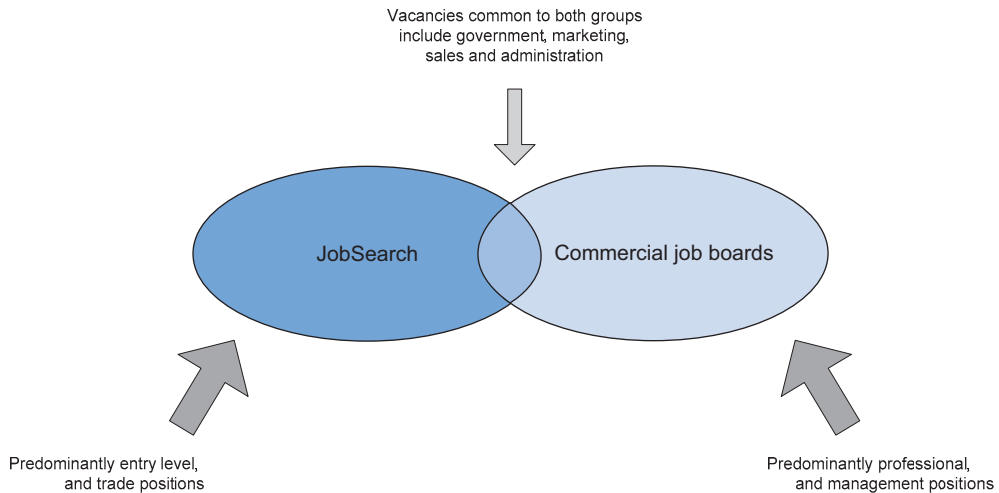 Vacancies common to both groups
include government, marketing,
sales and administration
JobSearch
Commercial job boards
Predominantly entry level,
and trade positions
Predominantly professional,
and management positions